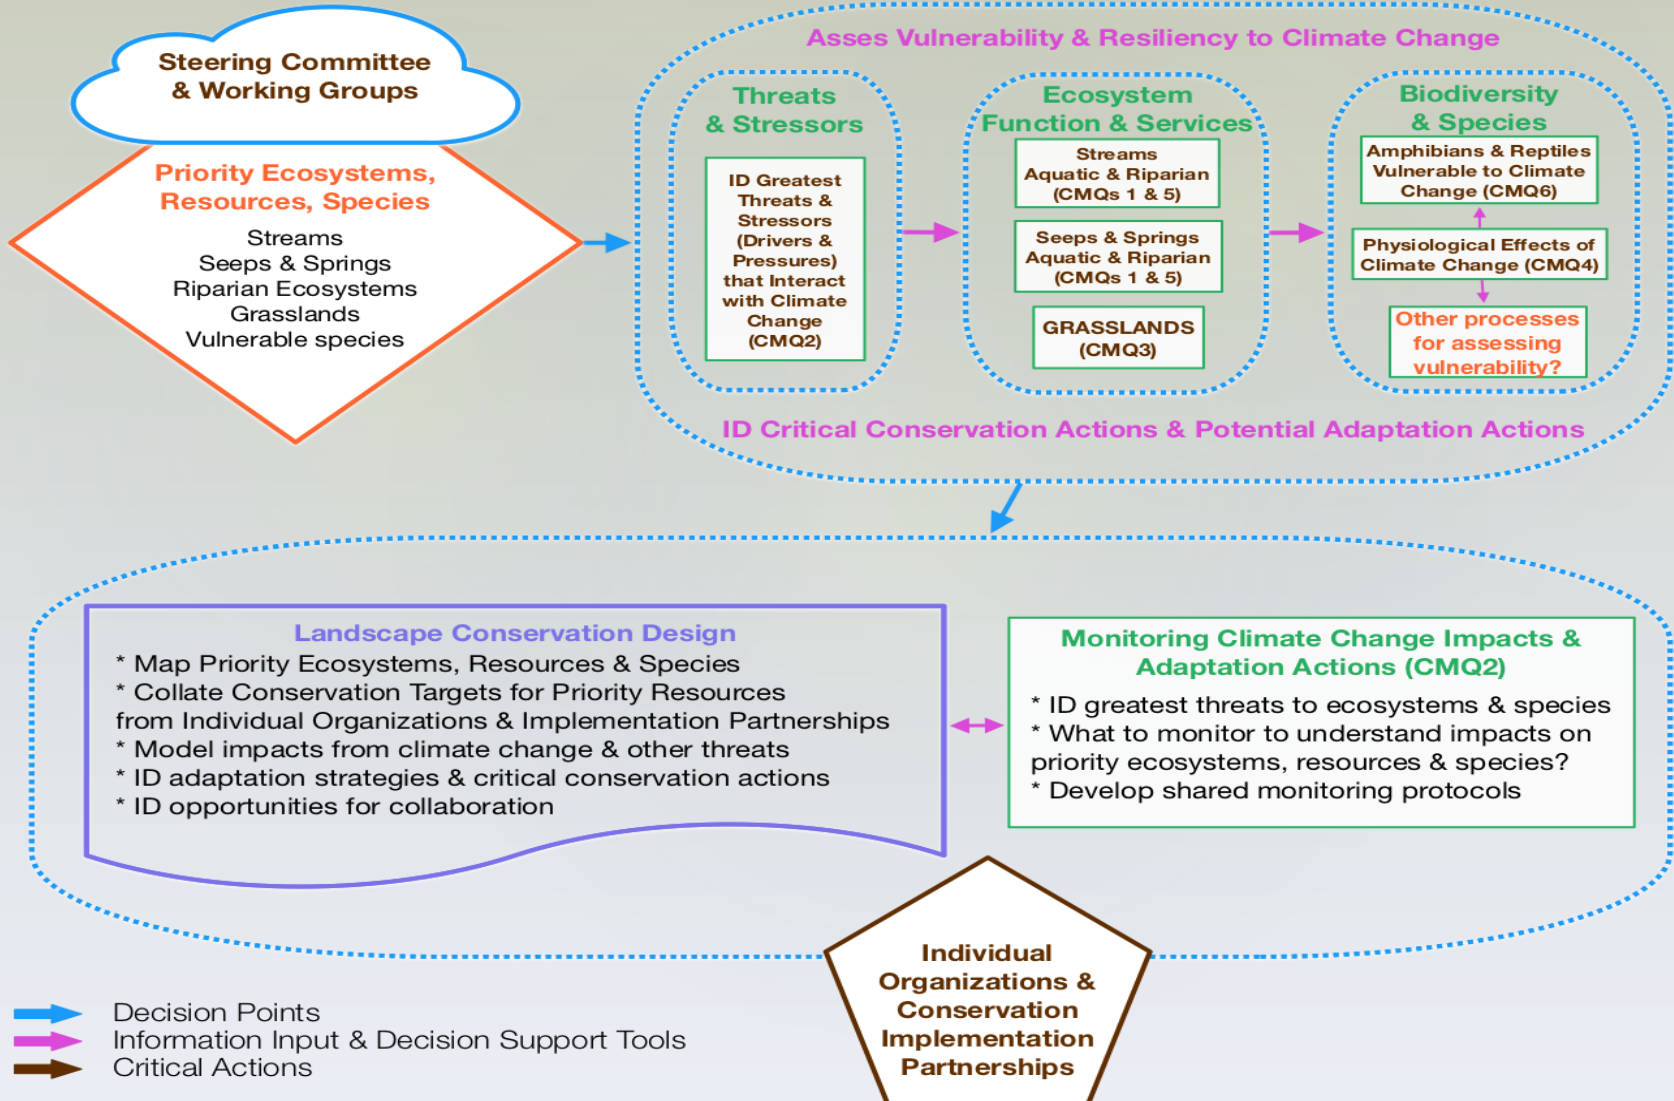 Steering Committee
& Working Groups
Priority Ecosystems,
Resources, Species
Streams
Seeps & Springs
Riparian Ecosystems
Grasslands
Vulnerable species
Asses Vulnerability & Resiliency to Climate Change
Threats
& Stressors
ID Greatest
Threats &
Stressors
(Drivers &
Pressures)
that Interact
with Climate
Change
(CMQ2)
Ecosystem
Function & Services
Streams
Aquatic & Riparian
(CMQs 1 & 5)
Seeps & Springs
Aquatic & Riparian
(CMQs 1 & 5)
GRASSLANDS
(CMQ3)
Biodiversity
& Species
Amphibians & Reptiles
Vulnerable to Climate
Change (CMQ6)
Physiological Effects of
Climate Change (CMQ4)
Other processes
for assessing
vulnerability?
ID Critical Conservation Actions & Potential Adaptation Actions
Landscape Conservation Design
* Map Priority Ecosystems, Resources & Species
* Collate Conservation Targets for Priority Resources
from Individual Organizations & Implementation Partnerships
* Model impacts from climate change & other threats
* ID adaptation strategies & critical conservation actions
* ID opportunities for collaboration
Monitoring Climate Change Impacts &
Adaptation Actions (CMQ2)
* ID greatest threats to ecosystems & species
* What to monitor to understand impacts on
priority ecosystems, resources & species?
* Develop shared monitoring protocols
Individual
Organizations &
Conservation
Implementation
Partnerships
Decision Points
Information Input & Decision Support Tools
Critical Actions